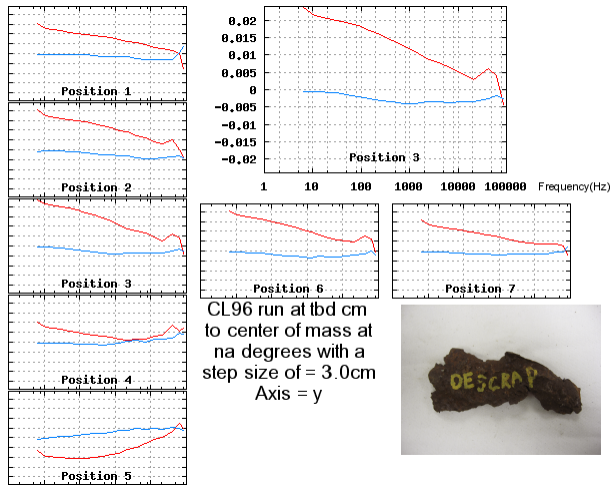 Position 1
Position 2
Position 3
Position 4
Position 5
0.02
0.015
0.01
0.005
0
-0.005
-0.01
-0.015
-0.02
Position 3
1 10 100 1000 10000 100000 Frequency(Hz)
Position 6
Position 7
CL96 run at tbd cm
to center of mass at
na degrees with a
step size of = 3.0cm
Axis = y
DESCRAP